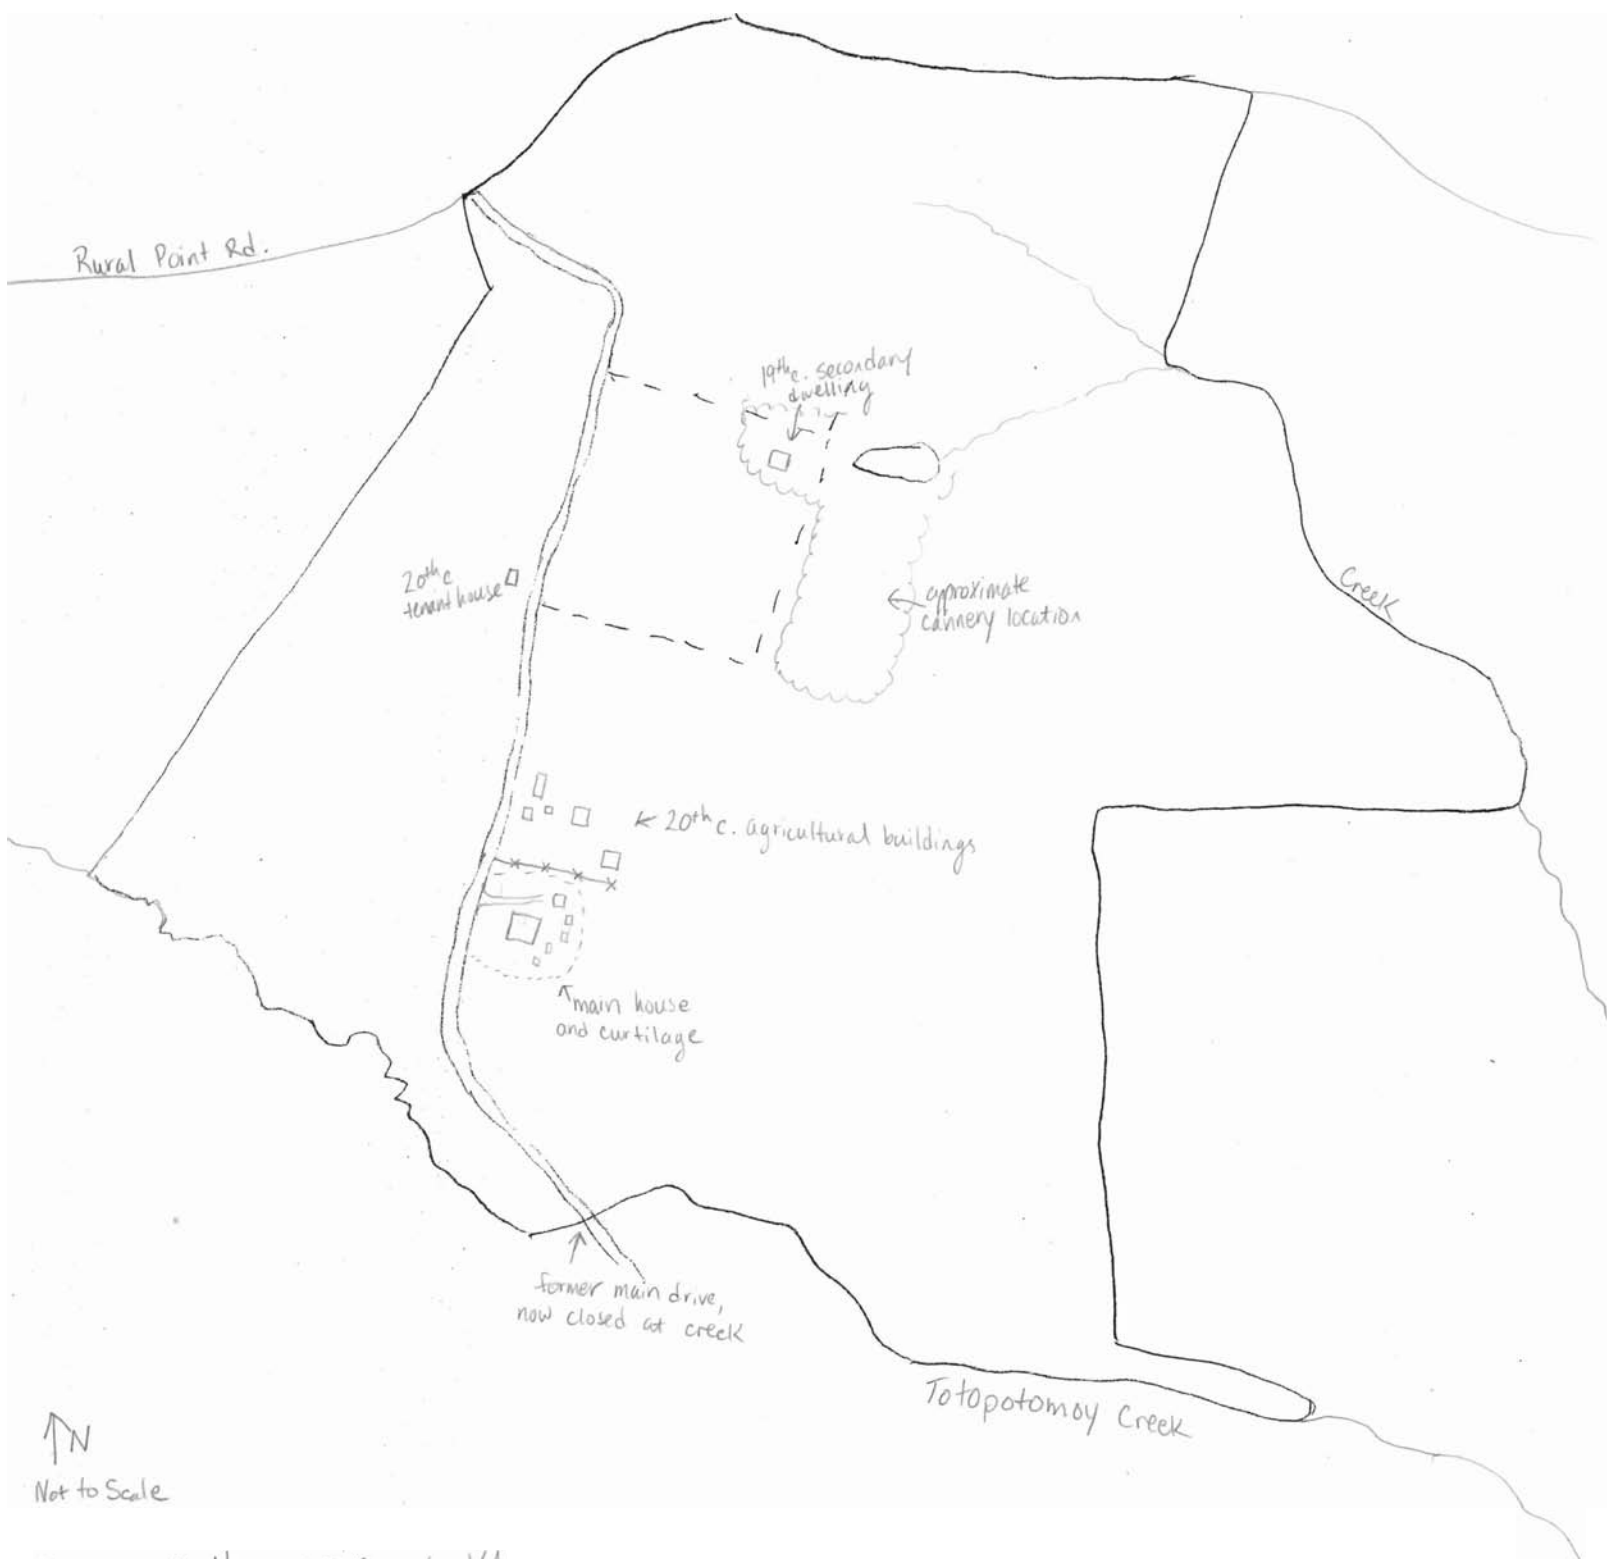 Rural Point Rd.
19th c. secondary
dwelling
20th c
tenant house
approximate
cannery location
Creek
20th c. agricultural buildings
main house
and curtilage
former main drive,
now closed at creek
Totopotomoy Creek
N
Not to Scale